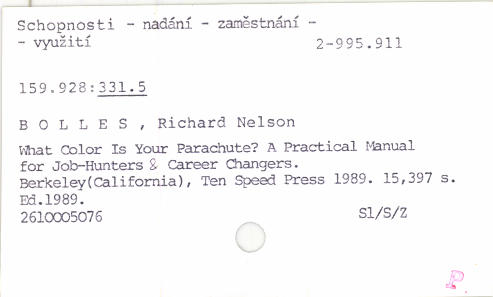 Schopnosti - nadání - zaměstnání -
- využití
2-995.911
159.928:331.5
B O L L E S , Richard Nelson
What Color Is Your Parachute? A Practical Manual
for Job-Hunters & Career Changers.
Berkeley(California), Ten Speed Press 1989. 15,397 s.
Ed.1989.
2610005076
Sl/S/Z
P